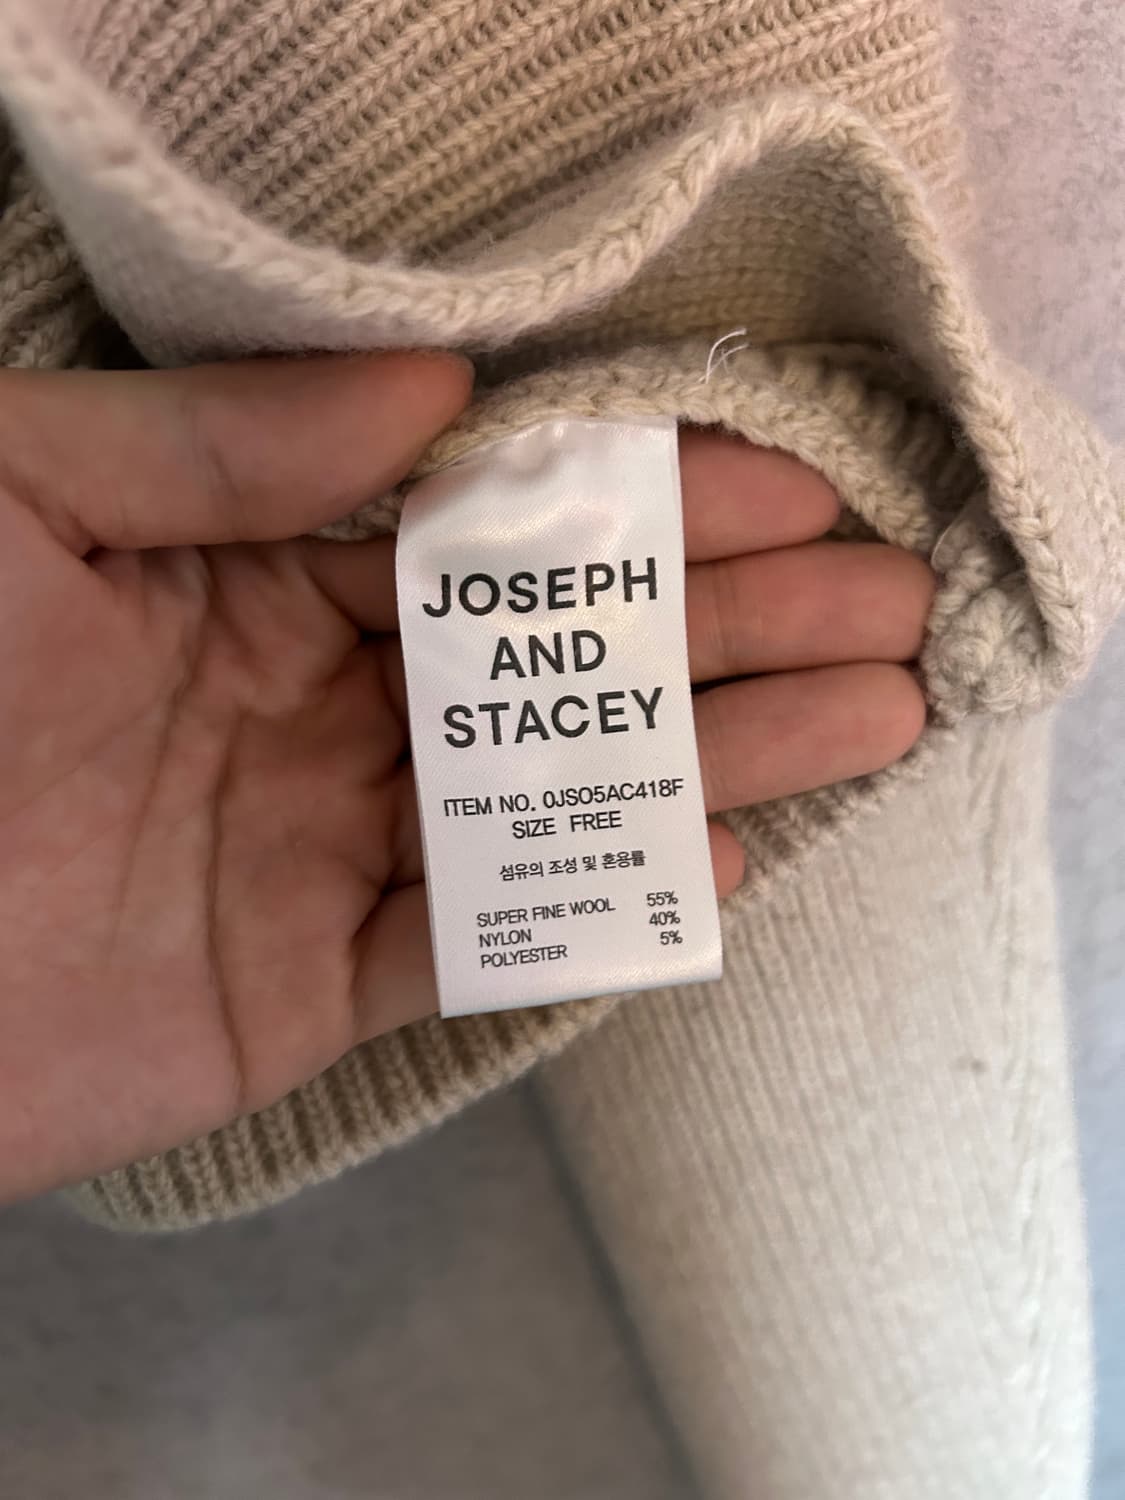 JOSEPH
AND
STACEY
ITEM NO. 0JSO5AC418F
SIZE FREE
섬유의 조성 및 혼용률
SUPER FINE WOOL 55%
NYLON 40%
POLYESTER 5%